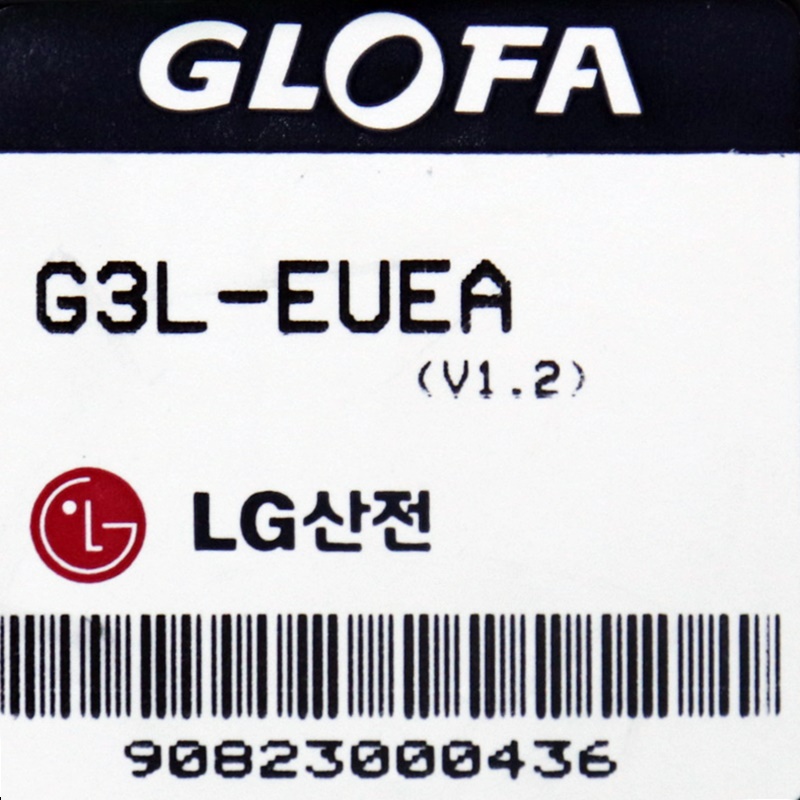 GLOFA
G3L-EUEA
(V1.2)
LG산전
90823000436